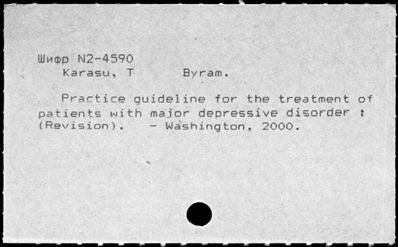 Шифр N2-4590
Karasu, T Byram.
Practice guideline for the treatment of
patients with major depressive disorder :
(Revision). - Washington, 2000.